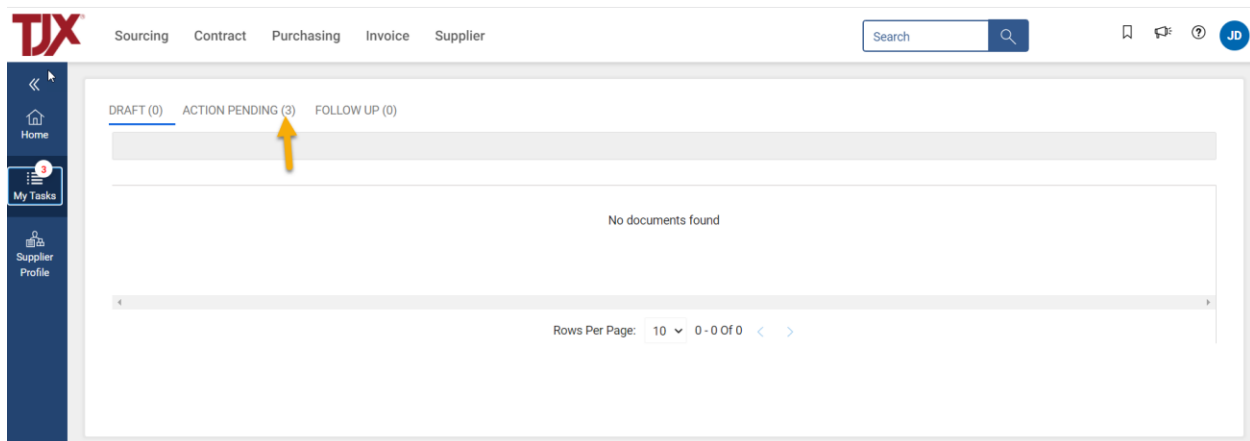 TJX
Sourcing Contract Purchasing Invoice Supplier
Search
JD
Home
3
My Tasks
Supplier
Profile
DRAFT (0) ACTION PENDING (3) FOLLOW UP (0)
No documents found
Rows Per Page: 10 0 - 0 Of 0